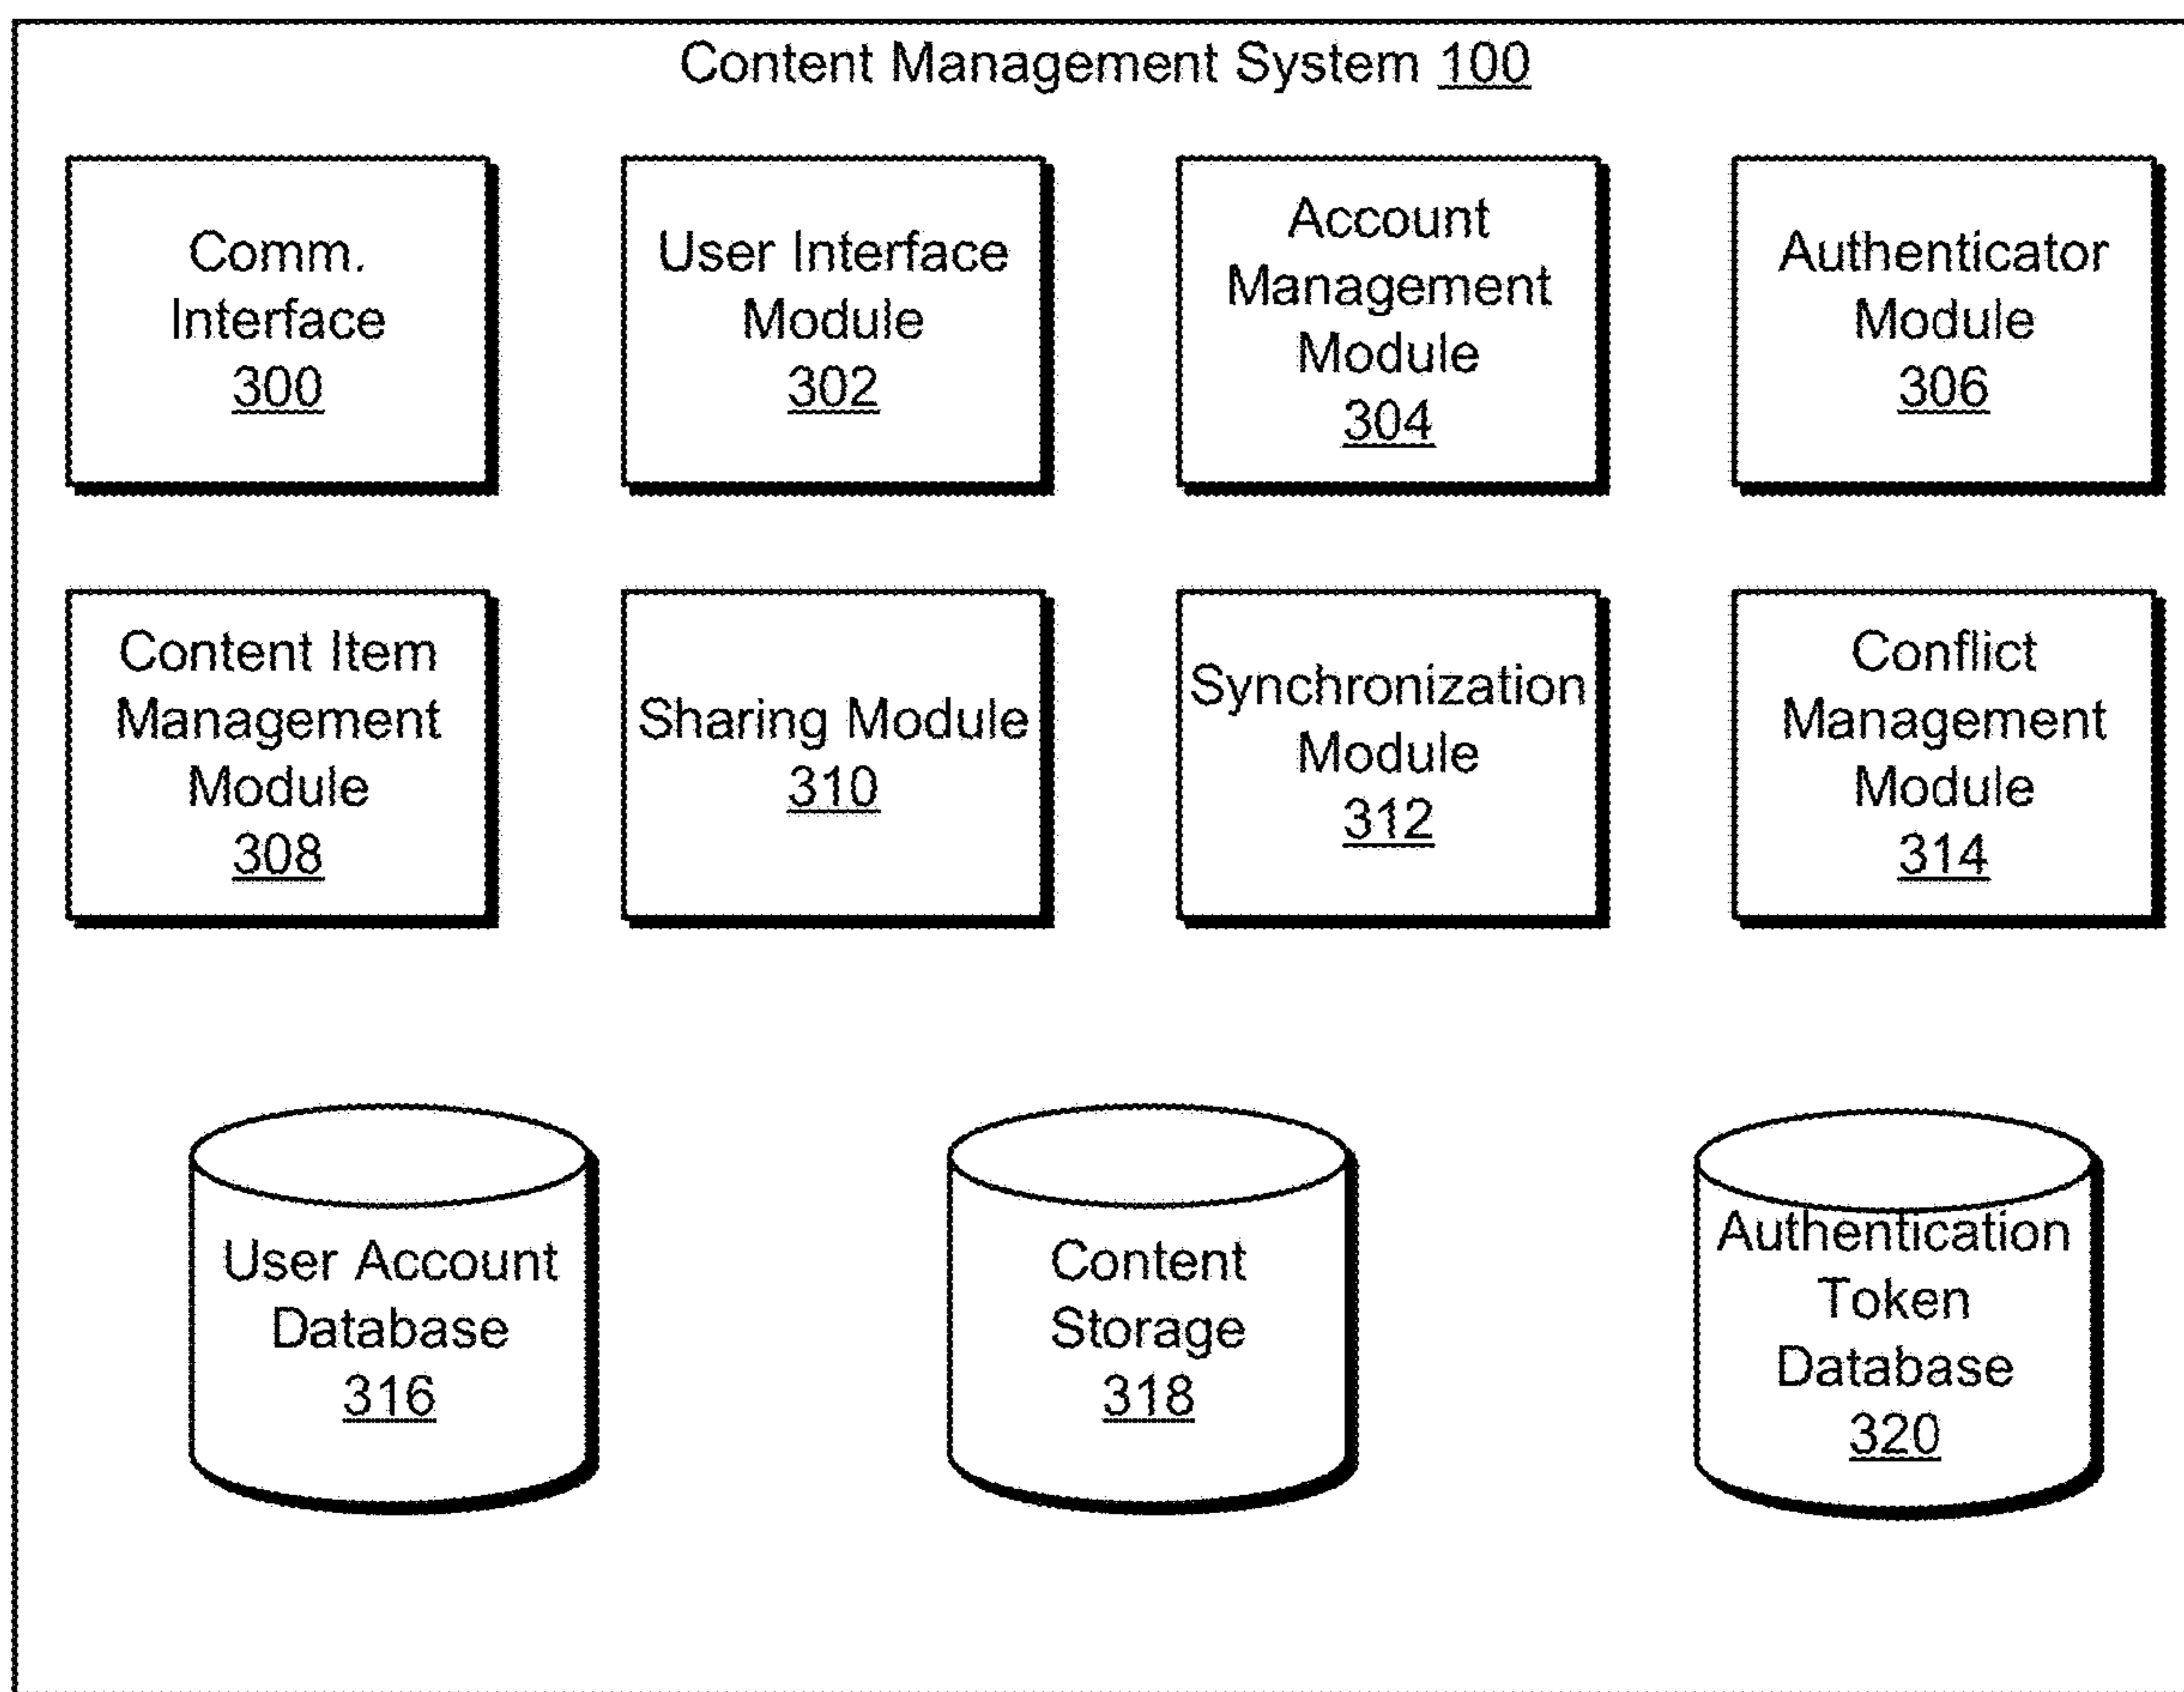 Content Management System 100
Comm.
Interface
300
User Interface
Module
302
Account
Management
Module
304
Authenticator
Module
306
Content Item
Management
Module
308
Sharing Module
310
Synchronization
Module
312
Conflict
Management
Module
314
User Account
Database
316
Content
Storage
318
Authentication
Token
Database
320